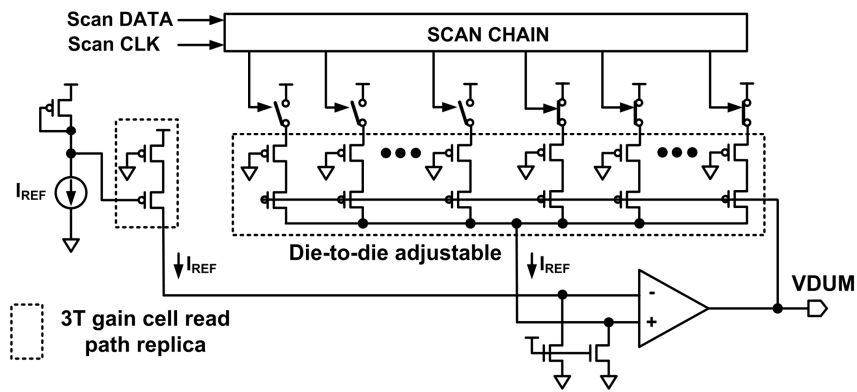 Scan DATA
Scan CLK
SCAN CHAIN
IREF
Die-to-die adjustable
IREF
IREF
VDUM
-
+
3T gain cell read
path replica